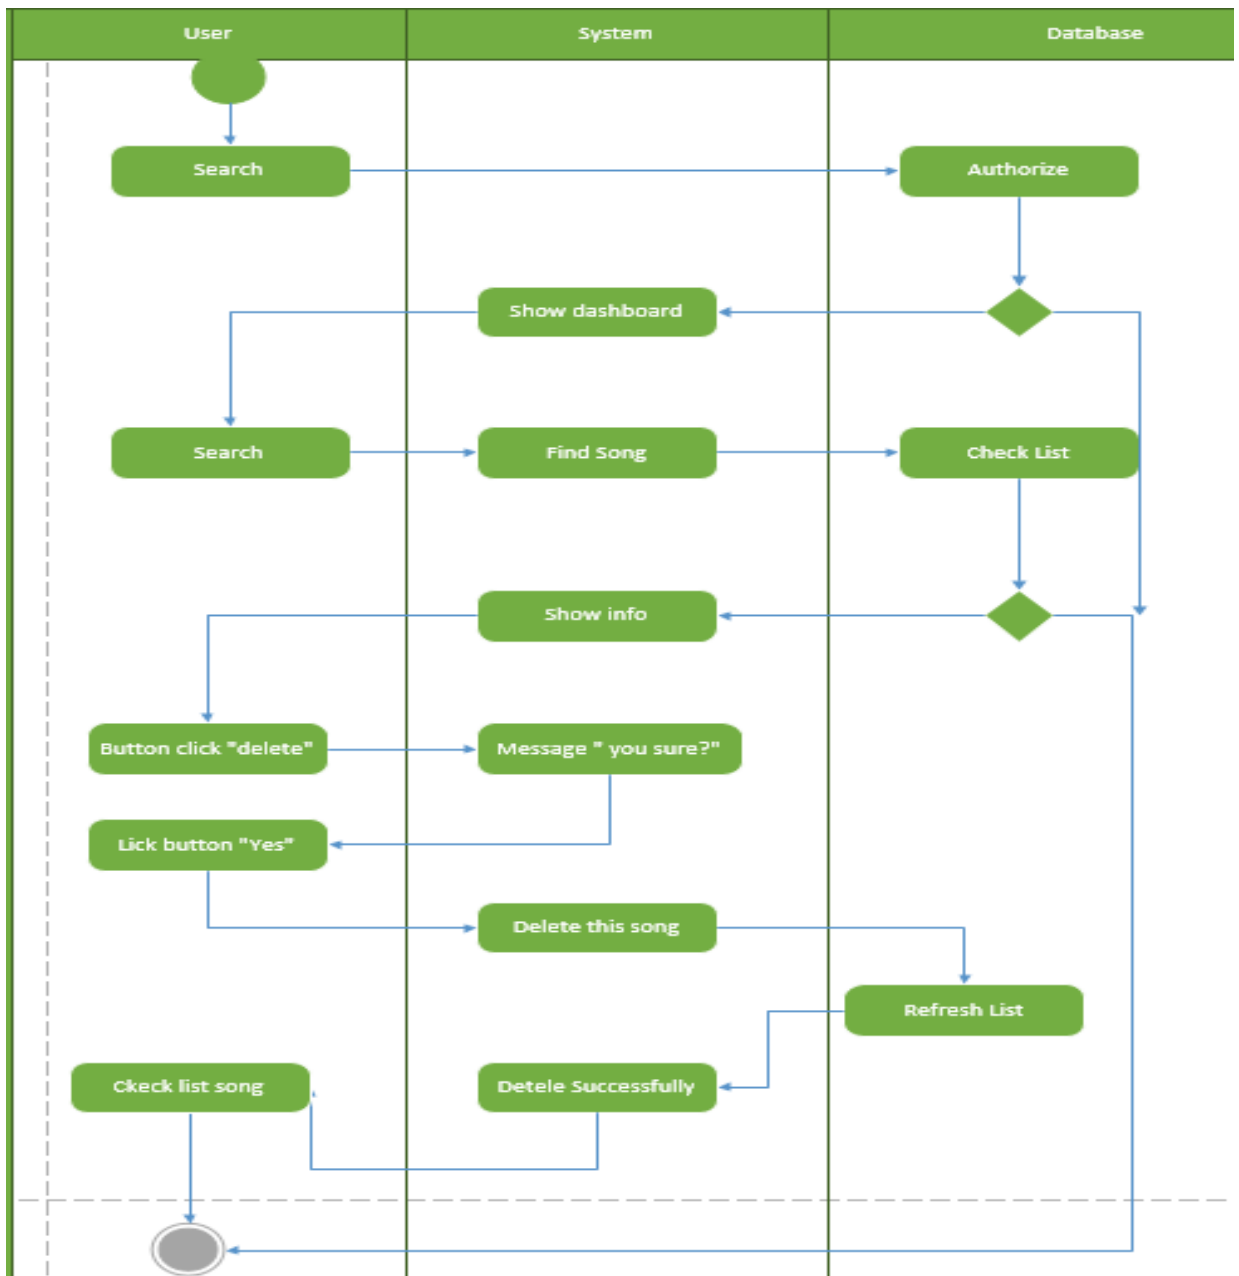 User
System
Database
Search
Authorize
Show dashboard
Search
Find Song
Check List
Show info
Button click "delete"
Message " you sure?"
Lick button "Yes"
Delete this song
Refresh List
Ckeck list song
Detele Successfully